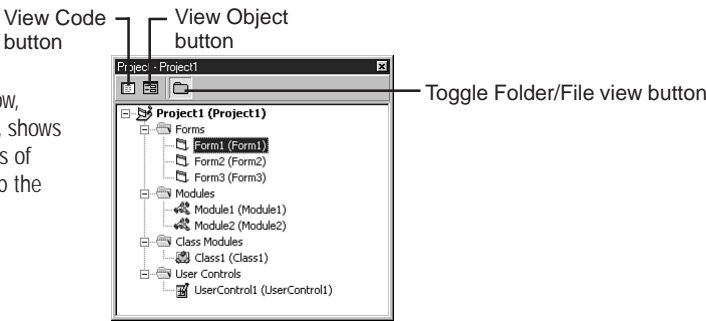 View Code
button
View Object
button
Project - Project1
Toggle Folder/File view button
ow,
, shows
s of
o the
Project1 (Project1)
Forms
Form1 (Form1)
Form2 (Form2)
Form3 (Form3)
Modules
Module1 (Module1)
Module2 (Module2)
Class Modules
Class1 (Class1)
User Controls
UserControl1 (UserControl1)